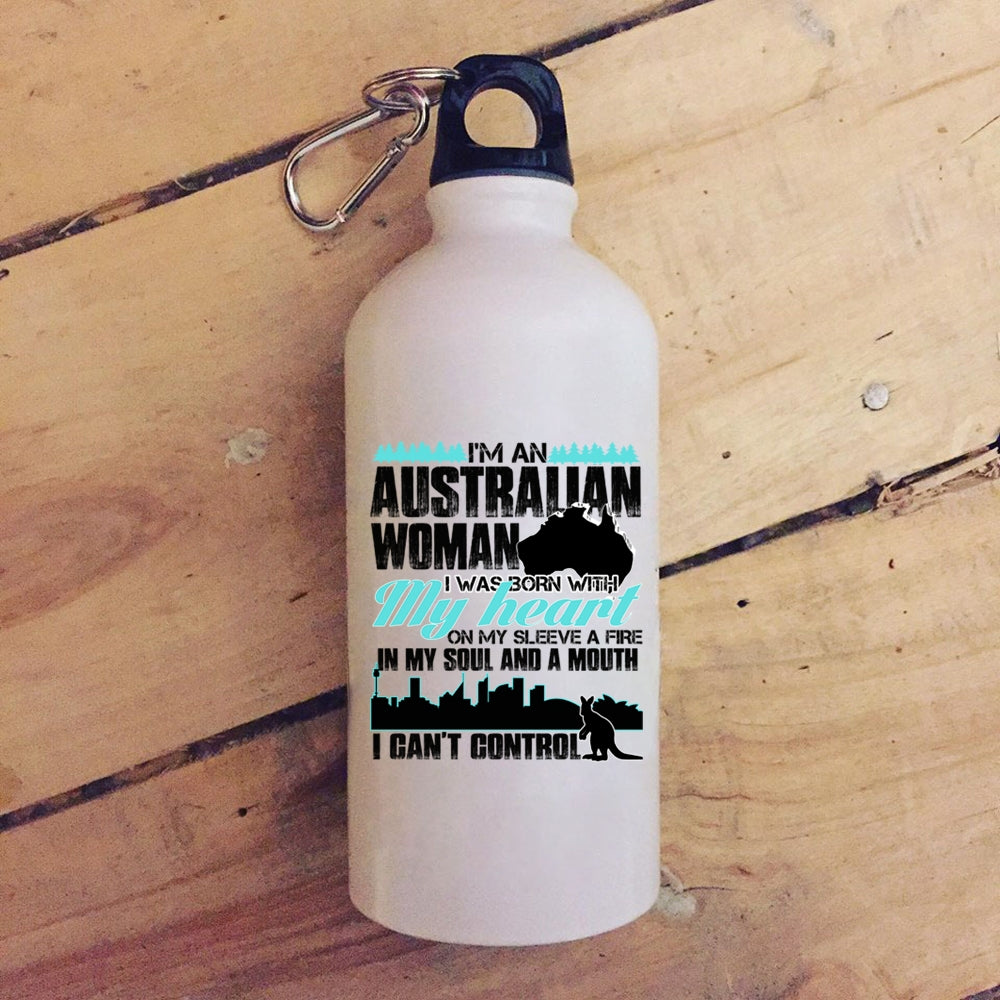 I'M AN
AUSTRALIAN
WOMAN
I WAS BORN WITH
My heart
ON MY SLEEVE A FIRE
IN MY SOUL AND A MOUTH
I CAN'T CONTROL